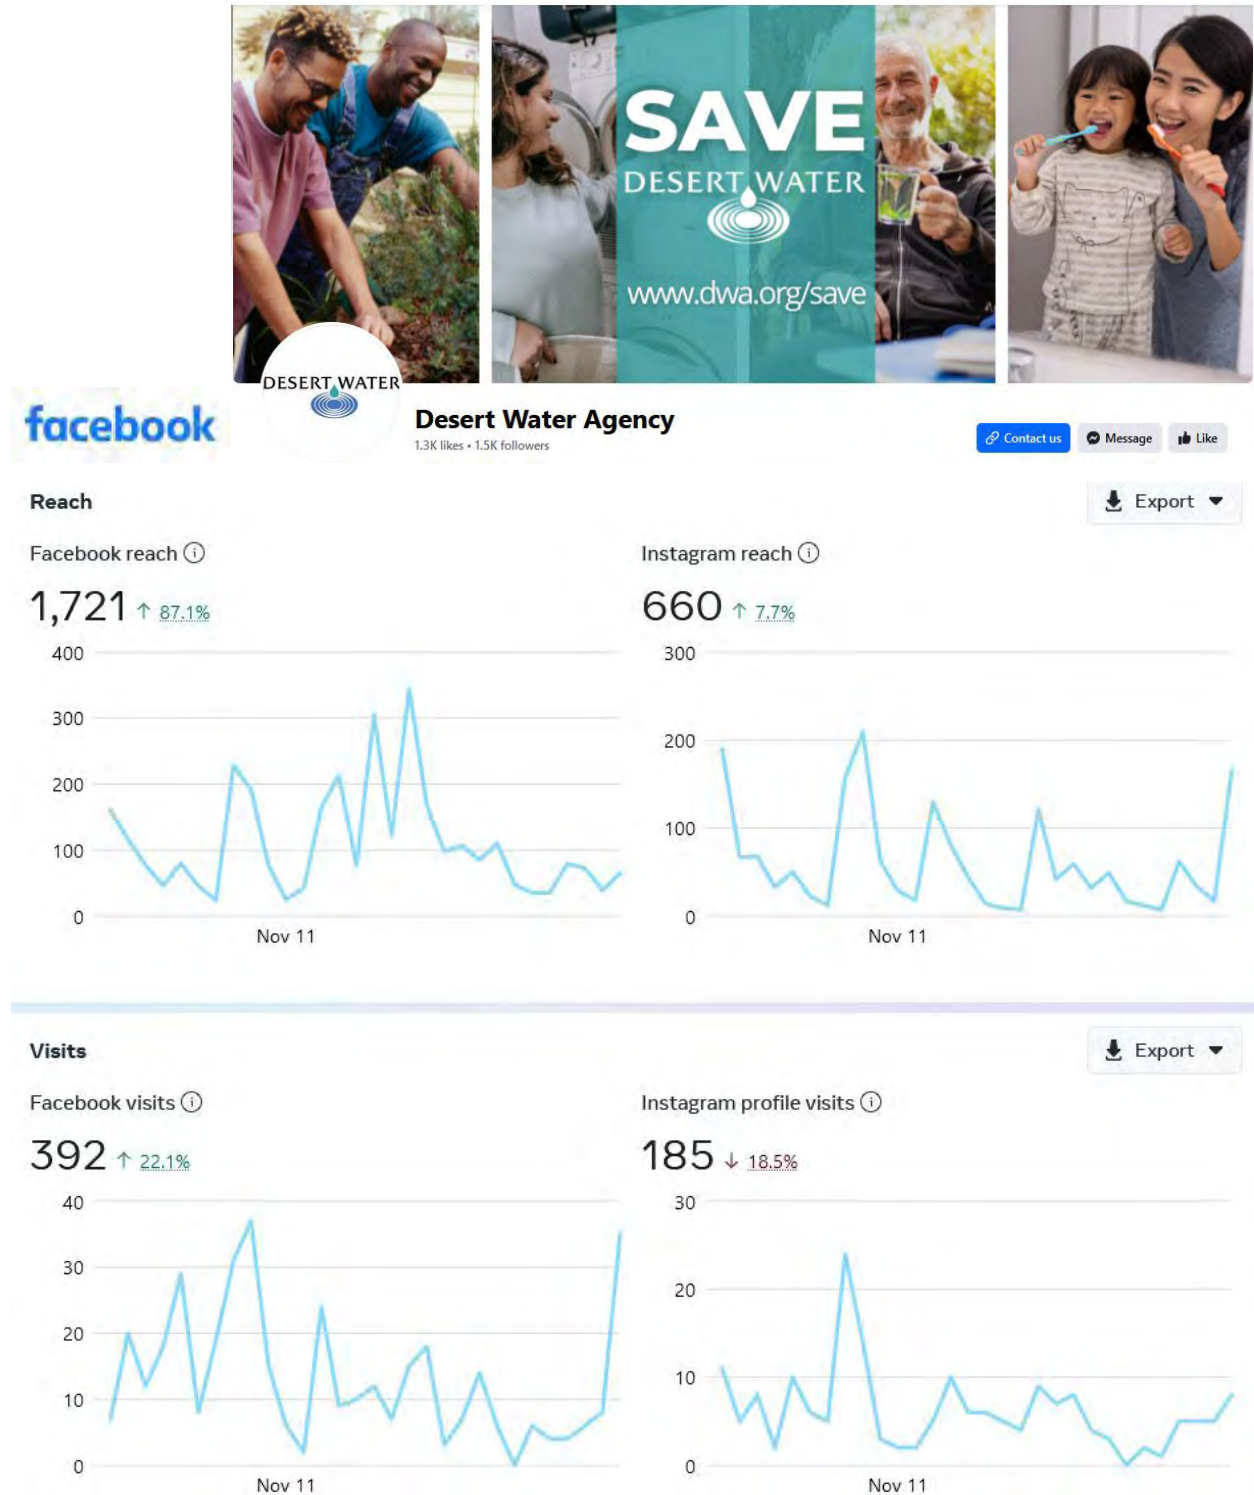 SAVE
DESERT WATER
www.dwa.org/save
DESERT WATER
facebook
Desert Water Agency
1.3K likes • 1.5K followers
Contact us
Message
Like
Reach
Export
Facebook reach
1,721 ↑ 87.1%
400
300
200
100
0
Nov 11
Instagram reach
660 ↑ 7.7%
300
200
100
0
Nov 11
Visits
Export
Facebook visits
392 ↑ 22.1%
40
30
20
10
0
Nov 11
Instagram profile visits
185 ↓ 18.5%
30
20
10
0
Nov 11